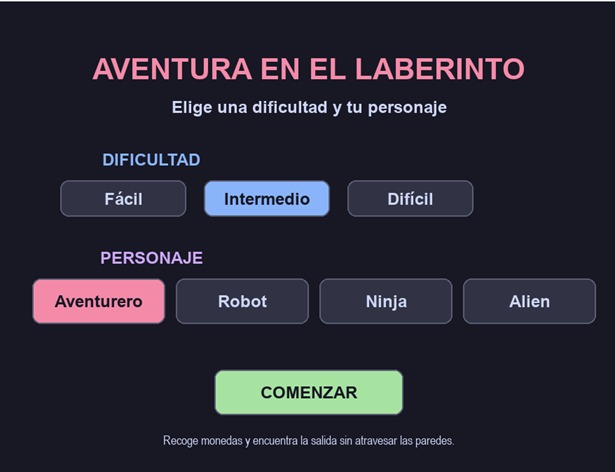 AVENTURA EN EL LABERINTO
Elige una dificultad y tu personaje
DIFICULTAD
Fácil Intermedio Difícil
PERSONAJE
Aventurero Robot Ninja Alien
COMENZAR
Recoge monedas y encuentra la salida sin atravesar las paredes.